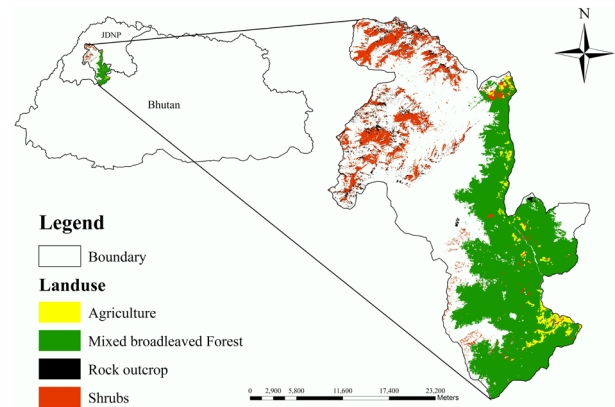 N
JDNP
Bhutan
Legend
Boundary
Landuse
Agriculture
Mixed broadleaved Forest
Rock outcrop
Shrubs
0 2,900 5,800 11,600 17,400 23,200
Meters